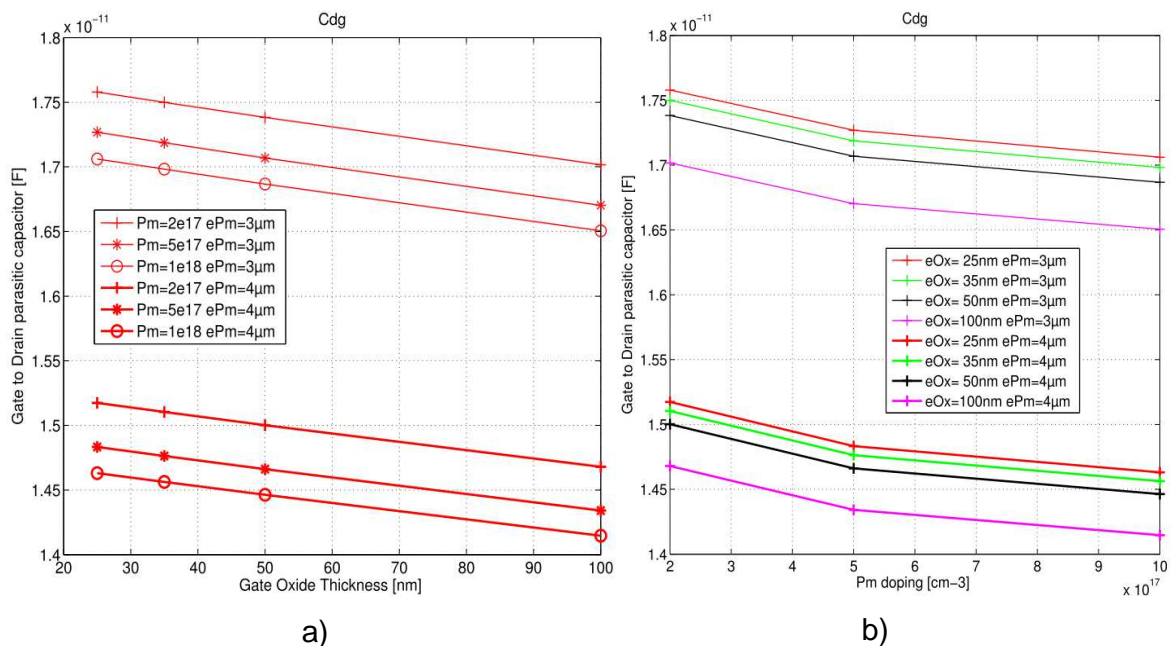 x 10⁻¹¹
Cdg
1.8
1.75
1.7
1.65
1.6
1.55
1.5
1.45
1.4
Gate to Drain parasitic capacitor [F]
Pm=2e17 ePm=3µm
Pm=5e17 ePm=3µm
Pm=1e18 ePm=3µm
Pm=2e17 ePm=4µm
Pm=5e17 ePm=4µm
Pm=1e18 ePm=4µm
20 30 40 50 60 70 80 90 100
Gate Oxide Thickness [nm]
a)
x 10⁻¹¹
Cdg
1.8
1.75
1.7
1.65
1.6
1.55
1.5
1.45
1.4
Gate to Drain parasitic capacitor [F]
eOx= 25nm ePm=3µm
eOx= 35nm ePm=3µm
eOx= 50nm ePm=3µm
eOx=100nm ePm=3µm
eOx= 25nm ePm=4µm
eOx= 35nm ePm=4µm
eOx= 50nm ePm=4µm
eOx=100nm ePm=4µm
2 3 4 5 6 7 8 9 10
Pm doping [cm−3]
x 10¹⁷
b)